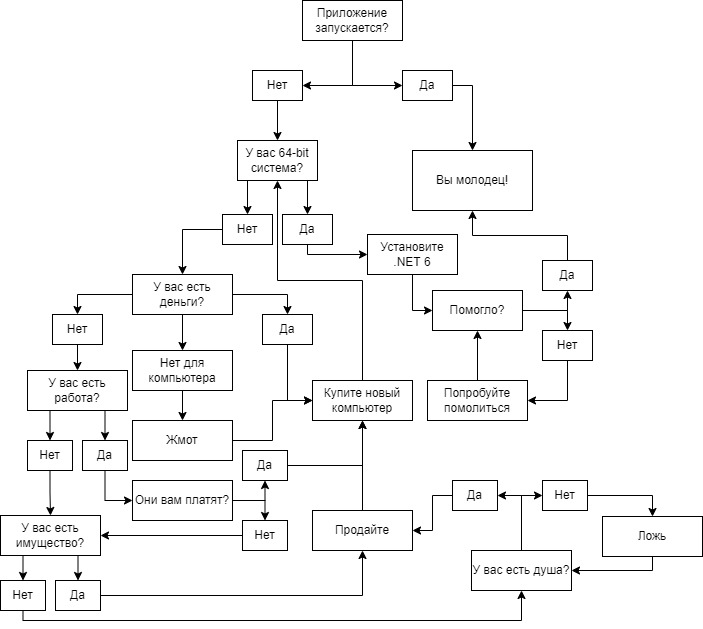 Приложение
запускается?
Нет
Да
У вас 64-bit
система?
Вы молодец!
Нет
Да
Установите
.NET 6
У вас есть
деньги?
Да
Помогло?
Нет
Да
Нет
Нет для
компьютера
У вас есть
работа?
Купите новый
компьютер
Попробуйте
помолиться
Жмот
Нет
Да
Да
Они вам платят?
Да
Нет
У вас есть
имущество?
Нет
Продайте
Ложь
У вас есть душа?
Нет
Да